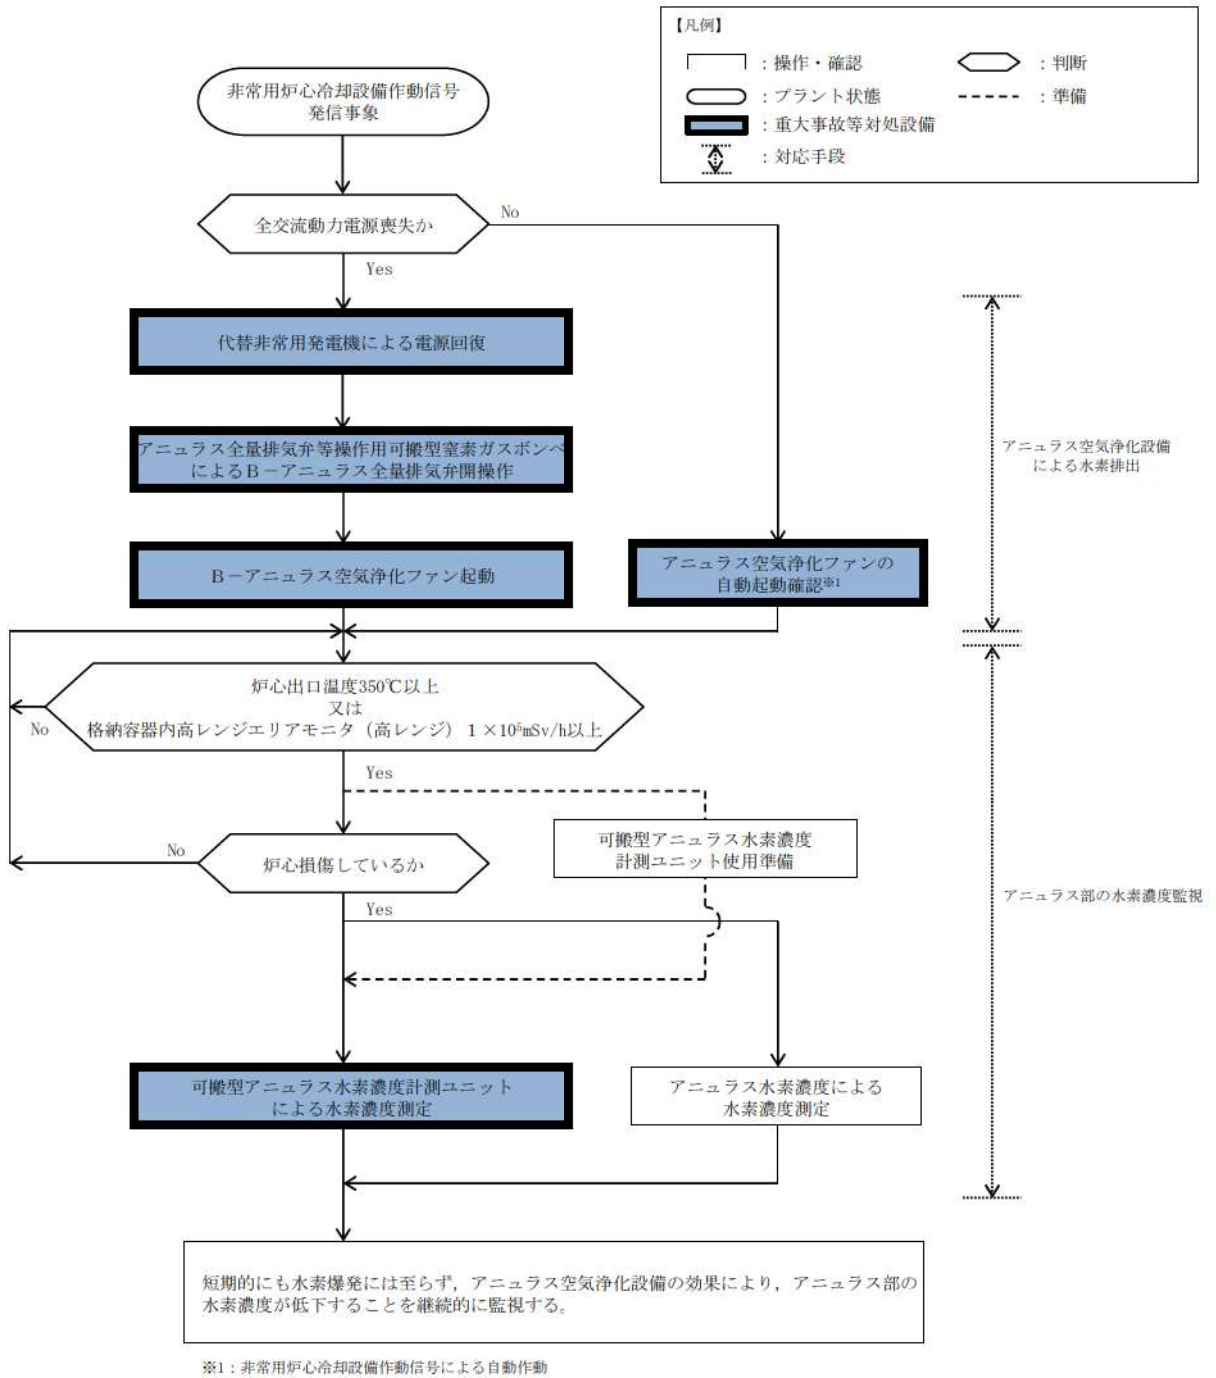 【凡例】
：操作・確認
：判断
：プラント状態
：準備
：重大事故等対処設備
：対応手段
非常用炉心冷却設備作動信号
発信事象
全交流動力電源喪失か
No
Yes
代替非常用発電機による電源回復
アニュラス全量排気弁等操作用可搬型窒素ガスボンベ
によるB－アニュラス全量排気弁開操作
アニュラス空気浄化設備
による水素排出
B－アニュラス空気浄化ファン起動
アニュラス空気浄化ファンの
自動起動確認※1
炉心出口温度350℃以上
又は
格納容器内高レンジエリアモニタ（高レンジ）1×10⁵mSv/h以上
No
Yes
可搬型アニュラス水素濃度
計測ユニット使用準備
炉心損傷しているか
No
Yes
アニュラス部の水素濃度監視
可搬型アニュラス水素濃度計測ユニット
による水素濃度測定
アニュラス水素濃度による
水素濃度測定
短期的にも水素爆発には至らず，アニュラス空気浄化設備の効果により，アニュラス部の
水素濃度が低下することを継続的に監視する。
※1：非常用炉心冷却設備作動信号による自動作動